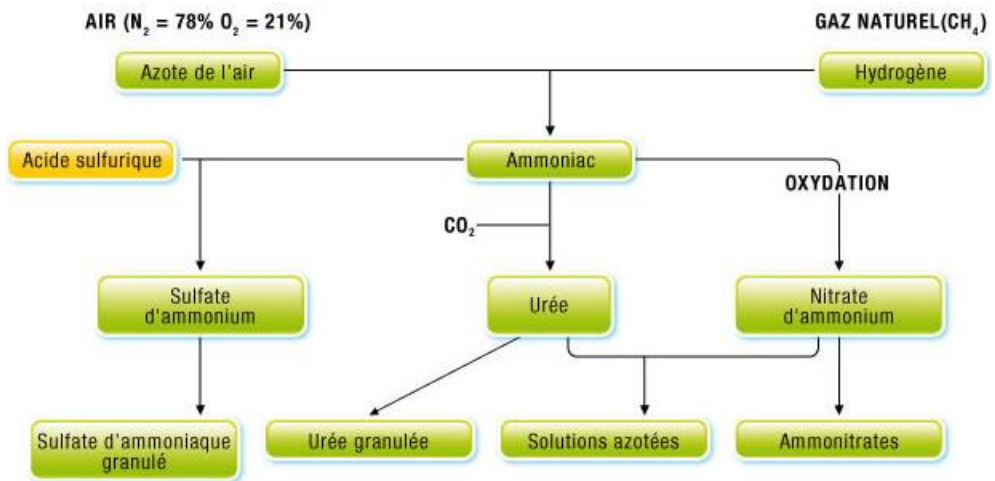 AIR (N₂ = 78% O₂ = 21%)
GAZ NATUREL(CH₄)
Azote de l'air
Hydrogène
Acide sulfurique
Ammoniac
OXYDATION
CO₂
Sulfate
d'ammonium
Urée
Nitrate
d'ammonium
Sulfate d'ammoniaque
granulé
Urée granulée
Solutions azotées
Ammonitrates